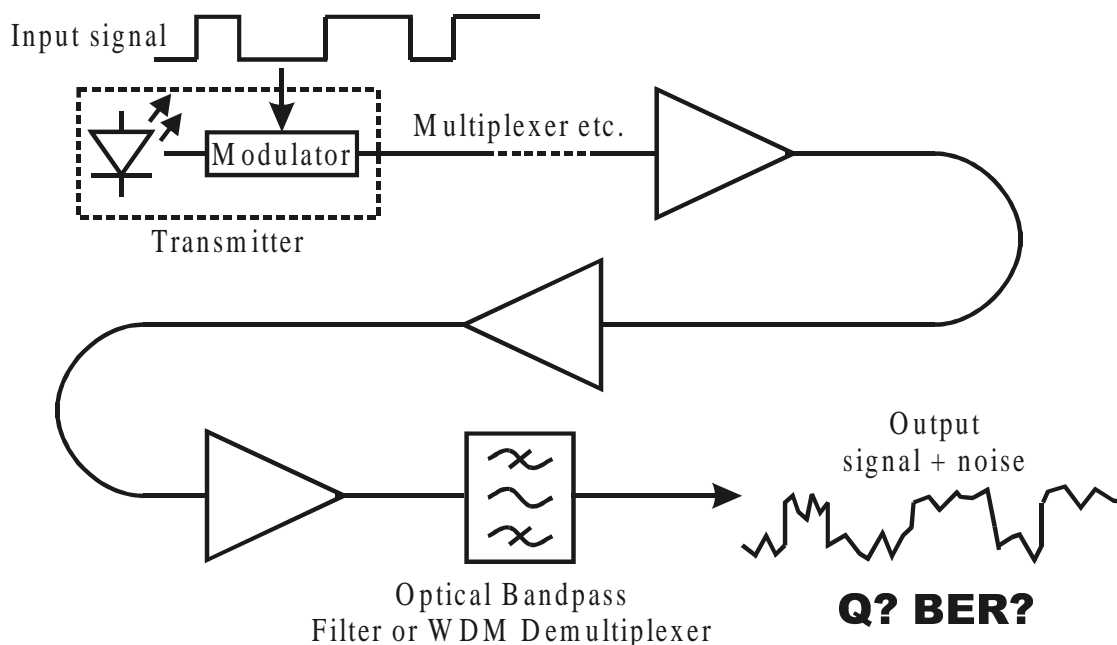 Input signal
Multiplexer etc.
Modulator
Transmitter
Output
signal + noise
Optical Bandpass
Filter or WDM Demultiplexer
Q? BER?